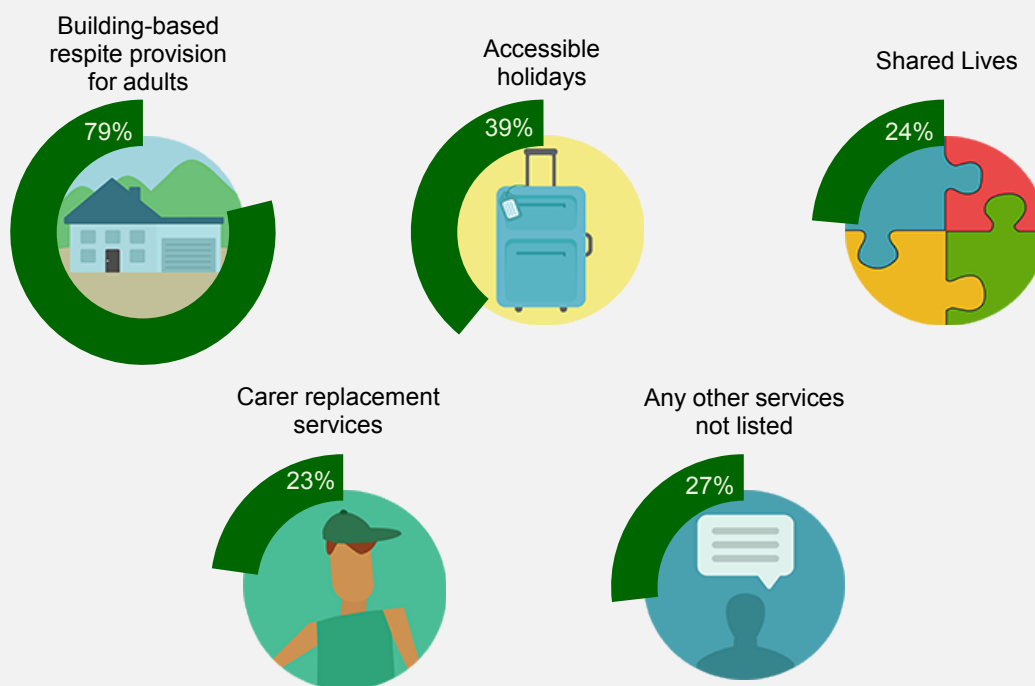 Building-based
respite provision
for adults
79%
Accessible
holidays
39%
Shared Lives
24%
Carer replacement
services
23%
Any other services
not listed
27%